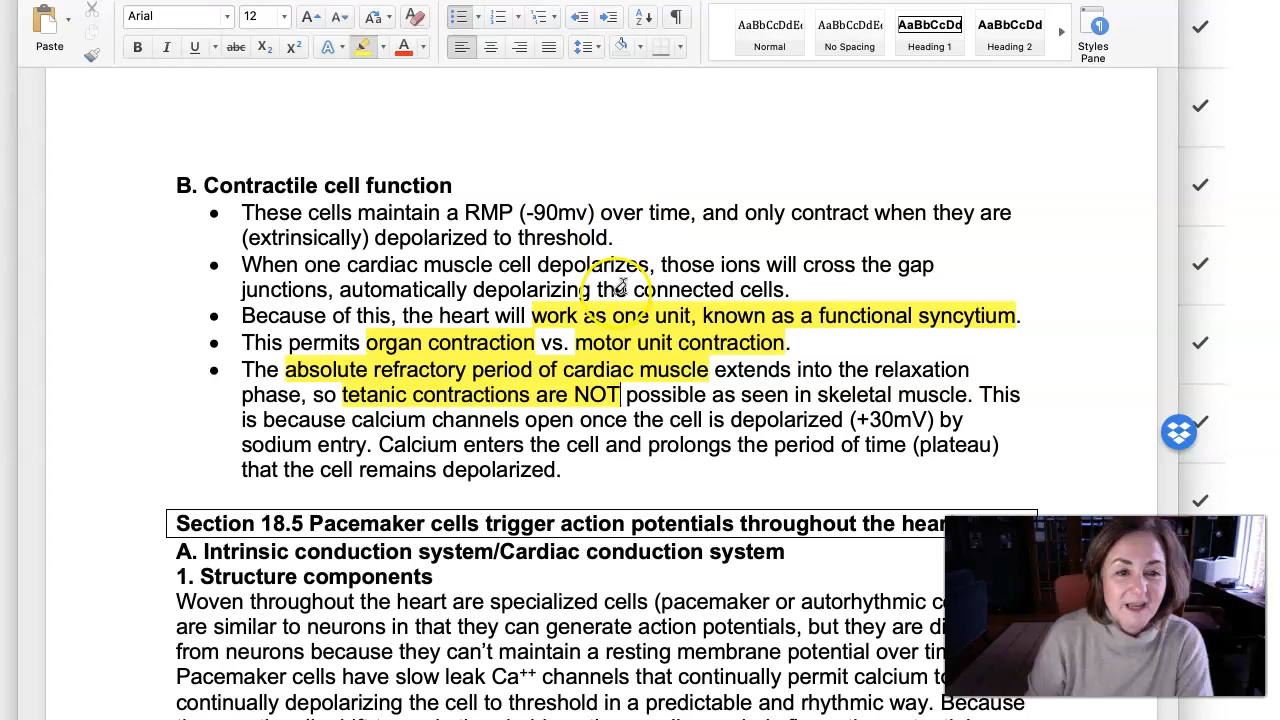 Arial
12
A
A
Aa
A
AaBbCcDdEe
AaBbCcDdEe
AaBbCcDd
AaBbCcDd
Paste
B I U abc X2 X2 A A
Normal
No Spacing
Heading 1
Heading 2
Styles
Pane
B. Contractile cell function
• These cells maintain a RMP (-90mv) over time, and only contract when they are
(extrinsically) depolarized to threshold.
• When one cardiac muscle cell depolarizes, those ions will cross the gap
junctions, automatically depolarizing the connected cells.
• Because of this, the heart will work as one unit, known as a functional syncytium.
• This permits organ contraction vs. motor unit contraction.
• The absolute refractory period of cardiac muscle extends into the relaxation
phase, so tetanic contractions are NOT possible as seen in skeletal muscle. This
is because calcium channels open once the cell is depolarized (+30mV) by
sodium entry. Calcium enters the cell and prolongs the period of time (plateau)
that the cell remains depolarized.
Section 18.5 Pacemaker cells trigger action potentials throughout the hear
A. Intrinsic conduction system/Cardiac conduction system
1. Structure components
Woven throughout the heart are specialized cells (pacemaker or autorhythmic
are similar to neurons in that they can generate action potentials, but they are
from neurons because they can't maintain a resting membrane potential over
Pacemaker cells have slow leak Ca++ channels that continually permit calcium
continually depolarizing the cell to threshold in a predictable and rhythmic way. Because